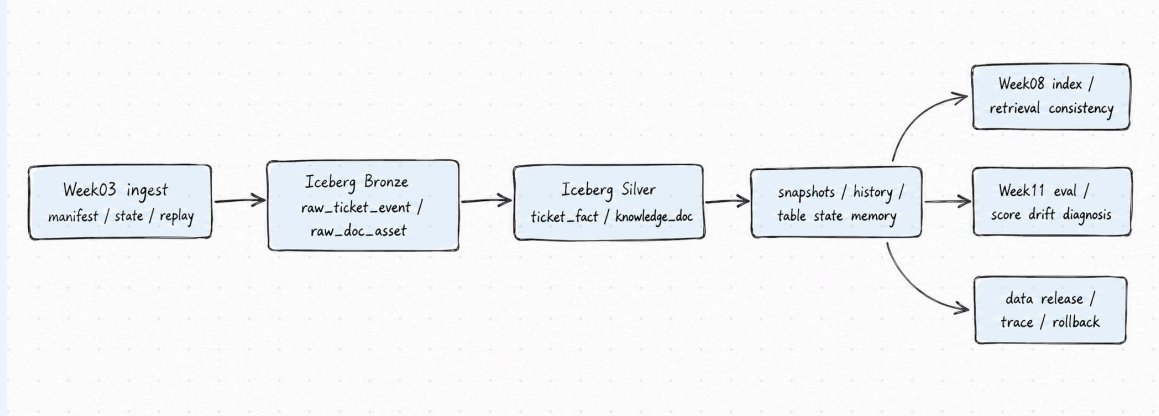 Week03 ingest
manifest / state / replay
Iceberg Bronze
raw_ticket_event /
raw_doc_asset
Iceberg Silver
ticket_fact / knowledge_doc
snapshots / history /
table state memory
Week08 index /
retrieval consistency
Week11 eval /
score drift diagnosis
data release /
trace / rollback